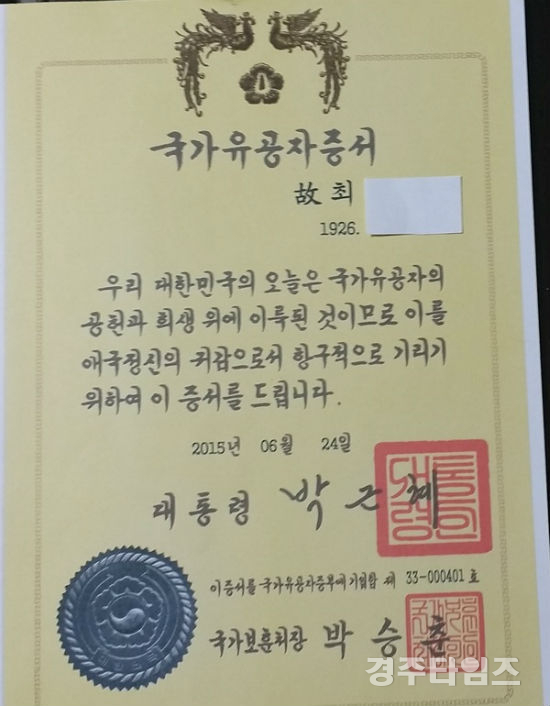 국가유공자증서
故 최
1926.
우리 대한민국의 오늘은 국가유공자의
공헌과 희생 위에 이룩된 것이므로 이를
애국정신의 귀감으로서 항구적으로 기리기
위하여 이 증서를 드립니다.
2015년 06월 24일
대통령 박근혜
이 증서를 국가유공자증부에 기입함 제 33-000401 호
국가보훈처장 박승춘
경주타임즈